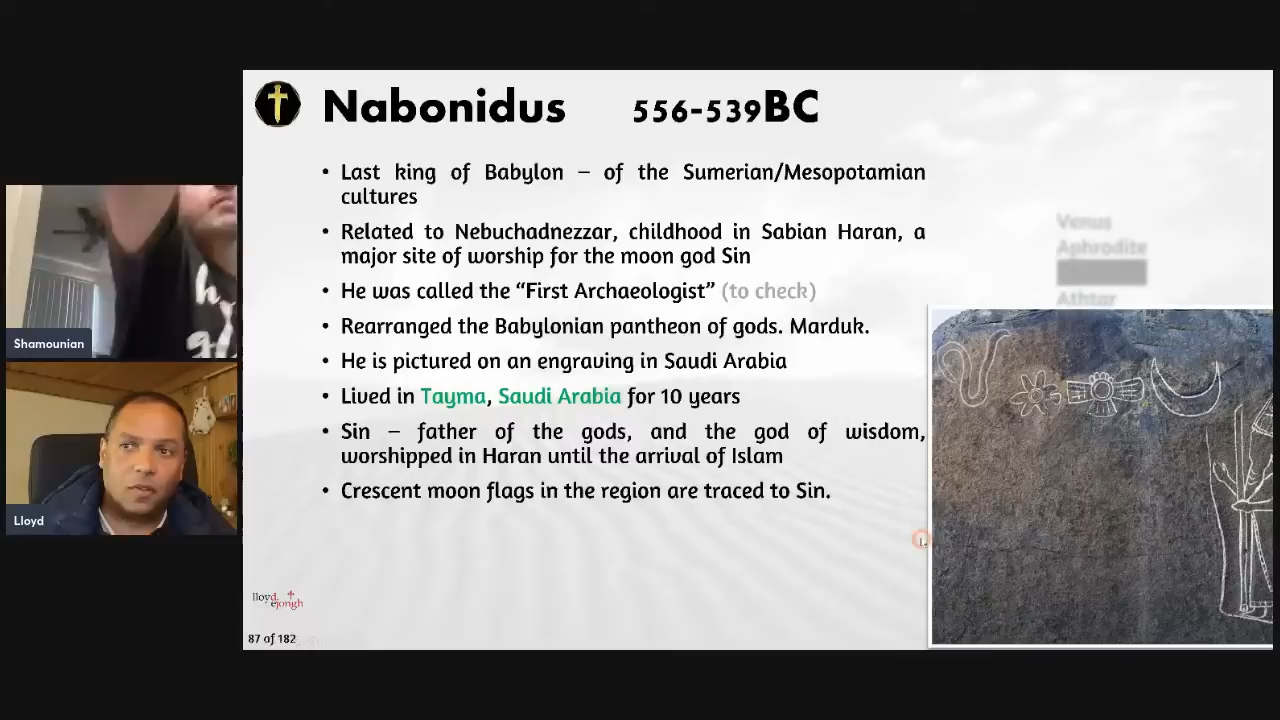 Nabonidus 556-539BC
• Last king of Babylon – of the Sumerian/Mesopotamian
cultures
• Related to Nebuchadnezzar, childhood in Sabian Haran, a
major site of worship for the moon god Sin
• He was called the “First Archaeologist” (to check)
• Rearranged the Babylonian pantheon of gods. Marduk.
• He is pictured on an engraving in Saudi Arabia
• Lived in Tayma, Saudi Arabia for 10 years
• Sin – father of the gods, and the god of wisdom,
worshipped in Haran until the arrival of Islam
• Crescent moon flags in the region are traced to Sin.
Venus
Aphrodite
Athtar
Shamounian
Lloyd
lloyd
ejongh
87 of 182